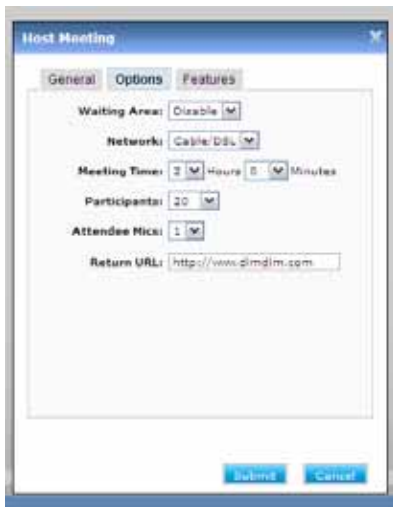 Host Meeting
General Options Features
Waiting Area: Disable
Network: Cable/DSL
Meeting Time: 2 Hours 0 Minutes
Participants: 20
Attendee Mics: 1
Return URL: http://www.dimdim.com
Submit Cancel